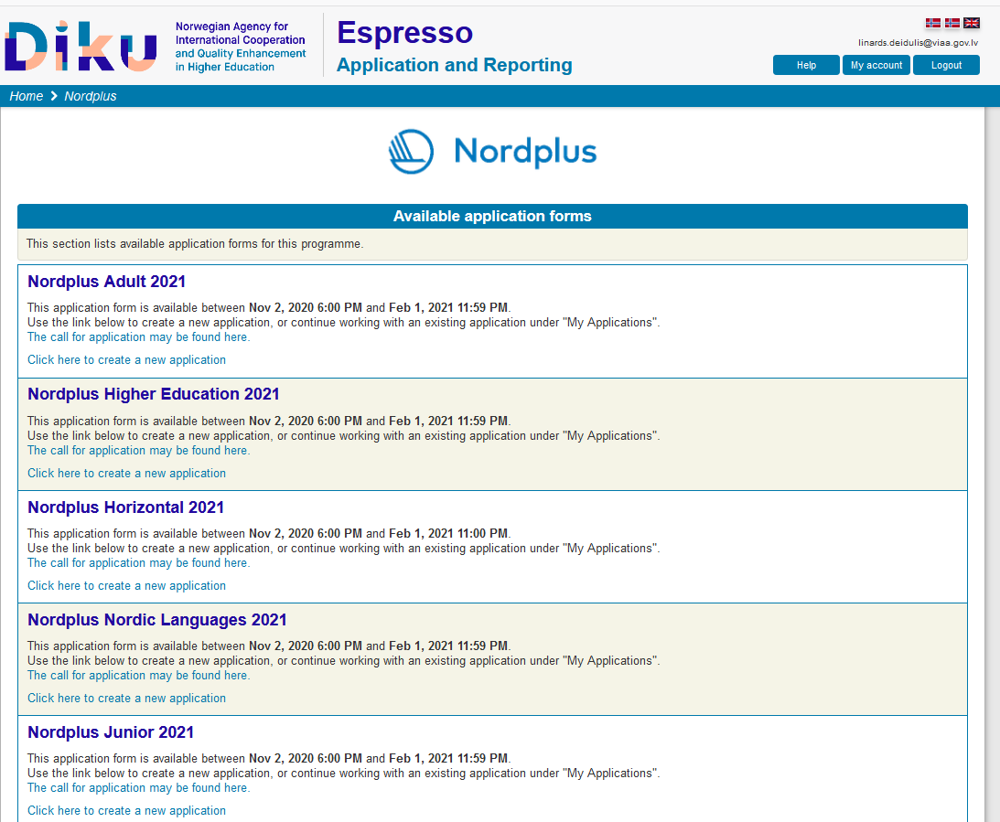 Diku
Norwegian Agency for
International Cooperation
and Quality Enhancement
in Higher Education
Espresso
Application and Reporting
linards.deidulis@viaa.gov.lv
Help
My account
Logout
Home > Nordplus
Nordplus
Available application forms
This section lists available application forms for this programme.
Nordplus Adult 2021
This application form is available between Nov 2, 2020 6:00 PM and Feb 1, 2021 11:59 PM.
Use the link below to create a new application, or continue working with an existing application under "My Applications".
The call for application may be found here.
Click here to create a new application
Nordplus Higher Education 2021
This application form is available between Nov 2, 2020 6:00 PM and Feb 1, 2021 11:59 PM.
Use the link below to create a new application, or continue working with an existing application under "My Applications".
The call for application may be found here.
Click here to create a new application
Nordplus Horizontal 2021
This application form is available between Nov 2, 2020 6:00 PM and Feb 1, 2021 11:00 PM.
Use the link below to create a new application, or continue working with an existing application under "My Applications".
The call for application may be found here.
Click here to create a new application
Nordplus Nordic Languages 2021
This application form is available between Nov 2, 2020 6:00 PM and Feb 1, 2021 11:59 PM.
Use the link below to create a new application, or continue working with an existing application under "My Applications".
The call for application may be found here.
Click here to create a new application
Nordplus Junior 2021
This application form is available between Nov 2, 2020 6:00 PM and Feb 1, 2021 11:59 PM.
Use the link below to create a new application, or continue working with an existing application under "My Applications".
The call for application may be found here.
Click here to create a new application